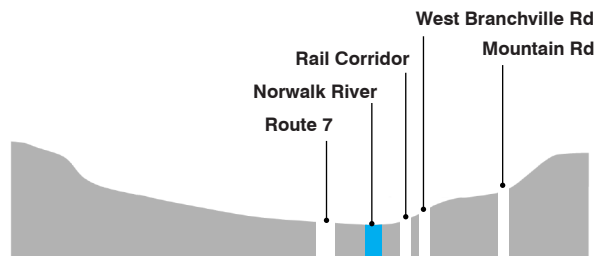 West Branchville Rd
Mountain Rd
Rail Corridor
Norwalk River
Route 7